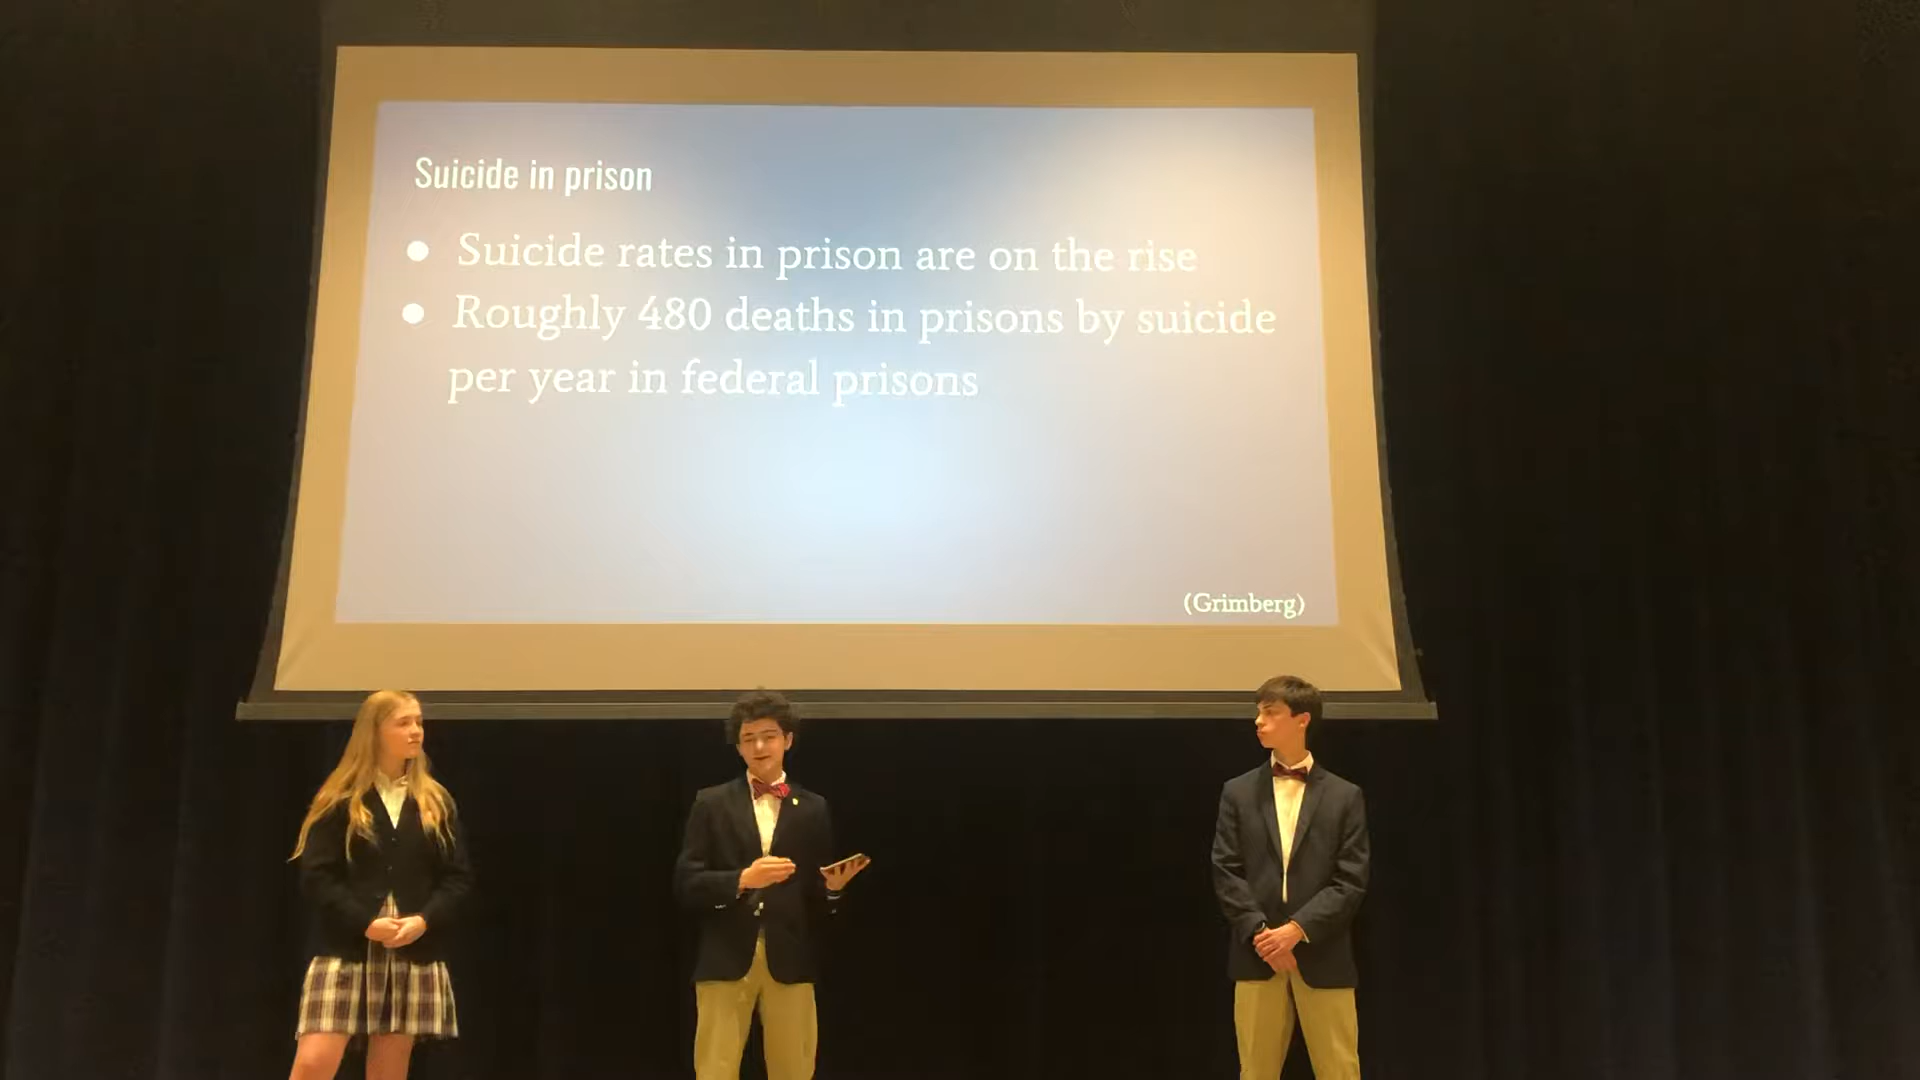 Suicide in prison
● Suicide rates in prison are on the rise
● Roughly 480 deaths in prisons by suicide
per year in federal prisons
(Grimberg)